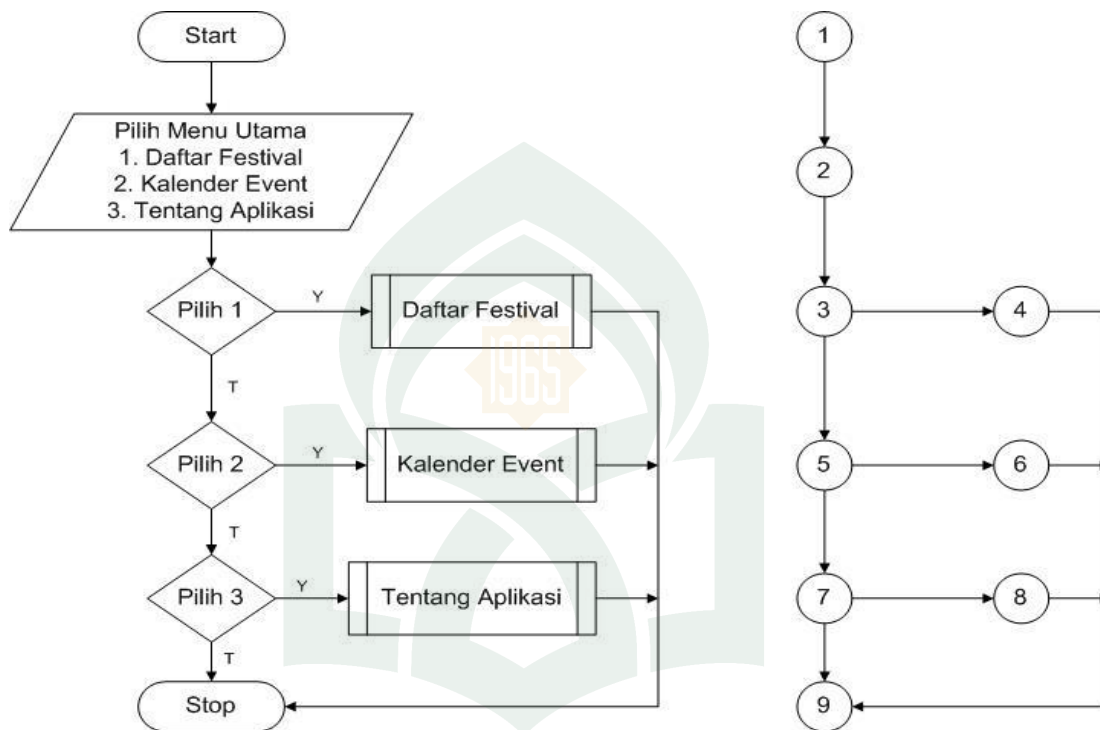 Start
Pilih Menu Utama
1. Daftar Festival
2. Kalender Event
3. Tentang Aplikasi
Pilih 1
Y
Daftar Festival
T
Pilih 2
Y
Kalender Event
T
Pilih 3
Y
Tentang Aplikasi
T
Stop
1965
1
2
3
4
5
6
7
8
9